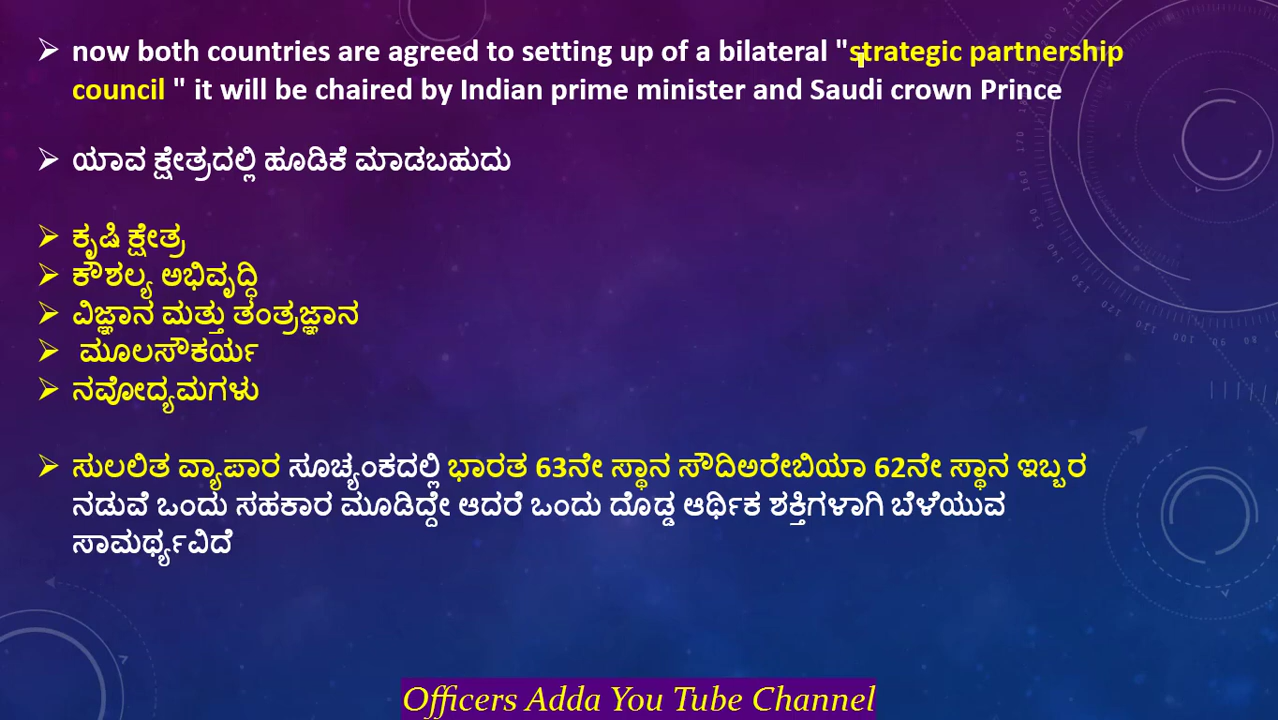 now both countries are agreed to setting up of a bilateral "strategic partnership
council " it will be chaired by Indian prime minister and Saudi crown Prince
ಯಾವ ಕ್ಷೇತ್ರದಲ್ಲಿ ಹೂಡಿಕೆ ಮಾಡಬಹುದು
ಕೃಷಿ ಕ್ಷೇತ್ರ
ಕೌಶಲ್ಯ ಅಭಿವೃದ್ಧಿ
ವಿಜ್ಞಾನ ಮತ್ತು ತಂತ್ರಜ್ಞಾನ
ಮೂಲಸೌಕರ್ಯ
ನವೋದ್ಯಮಗಳು
ಸುಲಲಿತ ವ್ಯಾಪಾರ ಸೂಚ್ಯಂಕದಲ್ಲಿ ಭಾರತ 63ನೇ ಸ್ಥಾನ ಸೌದಿಅರೇಬಿಯಾ 62ನೇ ಸ್ಥಾನ ಇಬ್ಬರ
ನಡುವೆ ಒಂದು ಸಹಕಾರ ಮೂಡಿದ್ದೇ ಆದರೆ ಒಂದು ದೊಡ್ಡ ಆರ್ಥಿಕ ಶಕ್ತಿಗಳಾಗಿ ಬೆಳೆಯುವ
ಸಾಮರ್ಥ್ಯವಿದೆ
Officers Adda You Tube Channel